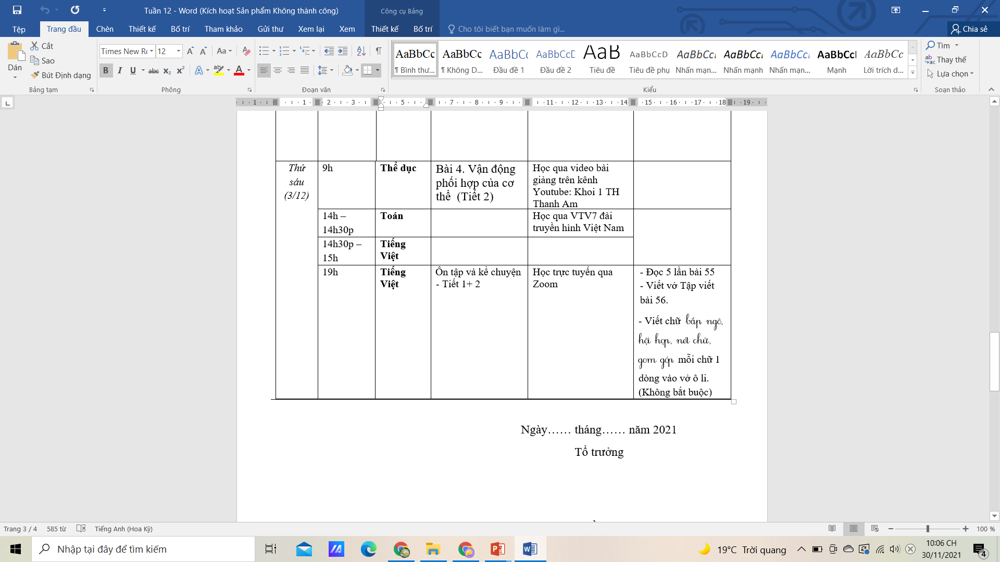 Tuần 12 - Word (Kích hoạt Sản phẩm Không thành công)
Công cụ Bảng
Tệp
Trang đầu
Chèn
Thiết kế
Bố trí
Tham khảo
Gửi thư
Xem lại
Xem
Thiết kế
Bố trí
Cho tôi biết bạn muốn làm gì...
Chia sẻ
Dán
Cắt
Sao
Bút Định dạng
Bảng tạm
Times New Ro
12
Aa
B I U abc x₂ x² A ab A
Phông
Đoạn văn
AaBbCc
¶ Bình thư...
AaBbCc
¶ Không D...
AaBbCc
Đầu đề 1
AaBbCcD
Đầu đề 2
AaB
Tiêu đề
AaBbCcD
Tiêu đề phụ
AaBbCcI
Nhấn mạn...
AaBbCcI
Nhấn mạnh
AaBbCcI
Nhấn mạn...
AaBbCcI
Mạnh
AaBbCc
Lời trích d...
Kiểu
Tìm
Thay thế
Lựa chọn
Soạn thảo
1 1 2 3 5 7 8 9 11 12 13 14 15 16 17 18 19
Thứ
sáu
(3/12)
9h
Thể dục
Bài 4. Vận động
phối hợp của cơ
thể (Tiết 2)
Học qua video bài
giảng trên kênh
Youtube: Khoi 1 TH
Thanh Am
14h –
14h30p
Toán
Học qua VTV7 đài
truyền hình Việt Nam
14h30p –
15h
Tiếng
Việt
19h
Tiếng
Việt
Ôn tập và kể chuyện
- Tiết 1+ 2
Học trực tuyến qua
Zoom
- Đọc 5 lần bài 55
- Viết vở Tập viết
bài 56.
- Viết chữ bắp ngô,
hội họp, nét chữ,
gom góp mỗi chữ 1
dòng vào vở ô li.
(Không bắt buộc)
Ngày…… tháng…… năm 2021
Tổ trưởng
Trang 3 / 4
585 từ
Tiếng Anh (Hoa Kỳ)
100 %
Nhập tại đây để tìm kiếm
19°C Trời quang
10:06 CH
30/11/2021
4